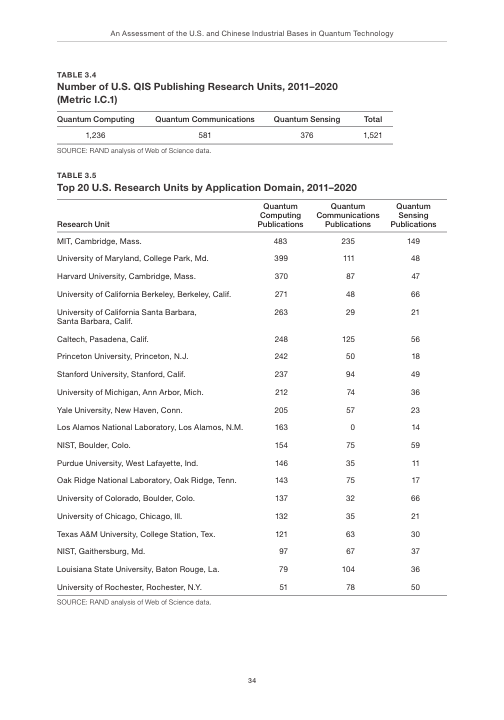 An Assessment of the U.S. and Chinese Industrial Bases in Quantum Technology
TABLE 3.4
Number of U.S. QIS Publishing Research Units, 2011–2020
(Metric I.C.1)
Quantum Computing Quantum Communications Quantum Sensing Total
1,236 581 376 1,521
SOURCE: RAND analysis of Web of Science data.
TABLE 3.5
Top 20 U.S. Research Units by Application Domain, 2011–2020
Quantum Quantum Quantum
Computing Communications Sensing
Research Unit Publications Publications Publications
MIT, Cambridge, Mass. 483 235 149
University of Maryland, College Park, Md. 399 111 48
Harvard University, Cambridge, Mass. 370 87 47
University of California Berkeley, Berkeley, Calif. 271 48 66
University of California Santa Barbara, 263 29 21
Santa Barbara, Calif.
Caltech, Pasadena, Calif. 248 125 56
Princeton University, Princeton, N.J. 242 50 18
Stanford University, Stanford, Calif. 237 94 49
University of Michigan, Ann Arbor, Mich. 212 74 36
Yale University, New Haven, Conn. 205 57 23
Los Alamos National Laboratory, Los Alamos, N.M. 163 0 14
NIST, Boulder, Colo. 154 75 59
Purdue University, West Lafayette, Ind. 146 35 11
Oak Ridge National Laboratory, Oak Ridge, Tenn. 143 75 17
University of Colorado, Boulder, Colo. 137 32 66
University of Chicago, Chicago, Ill. 132 35 21
Texas A&M University, College Station, Tex. 121 63 30
NIST, Gaithersburg, Md. 97 67 37
Louisiana State University, Baton Rouge, La. 79 104 36
University of Rochester, Rochester, N.Y. 51 78 50
SOURCE: RAND analysis of Web of Science data.
34